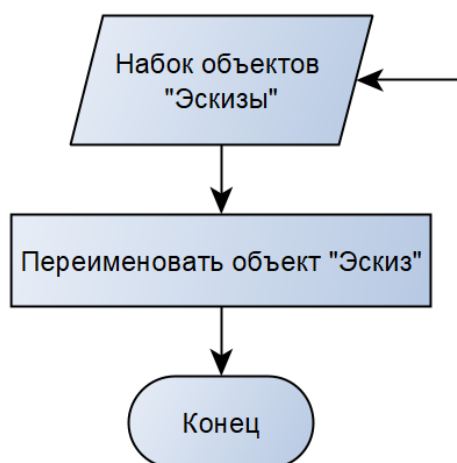 Набок объектов
"Эскизы"
Переименовать объект "Эскиз"
Конец